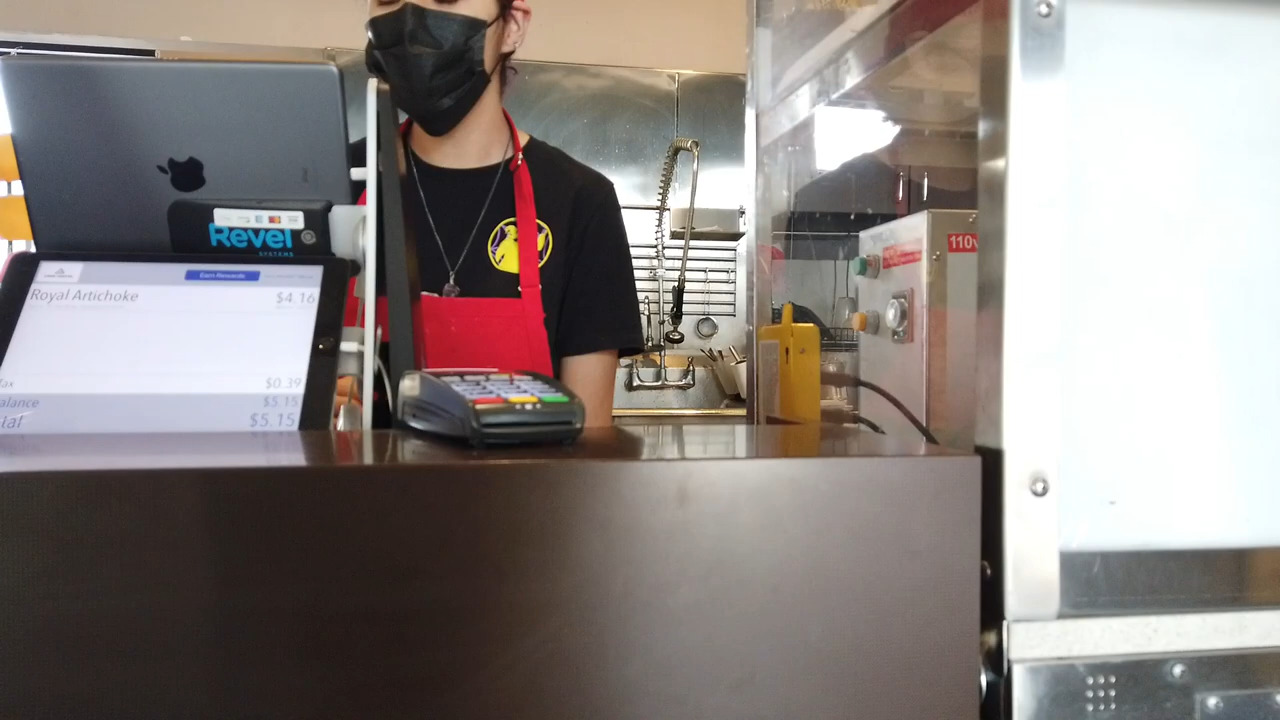 Revel
SYSTEMS
Earn Rewards
Royal Artichoke $4.16
Tax $0.39
alance $5.15
tal $5.15
110V